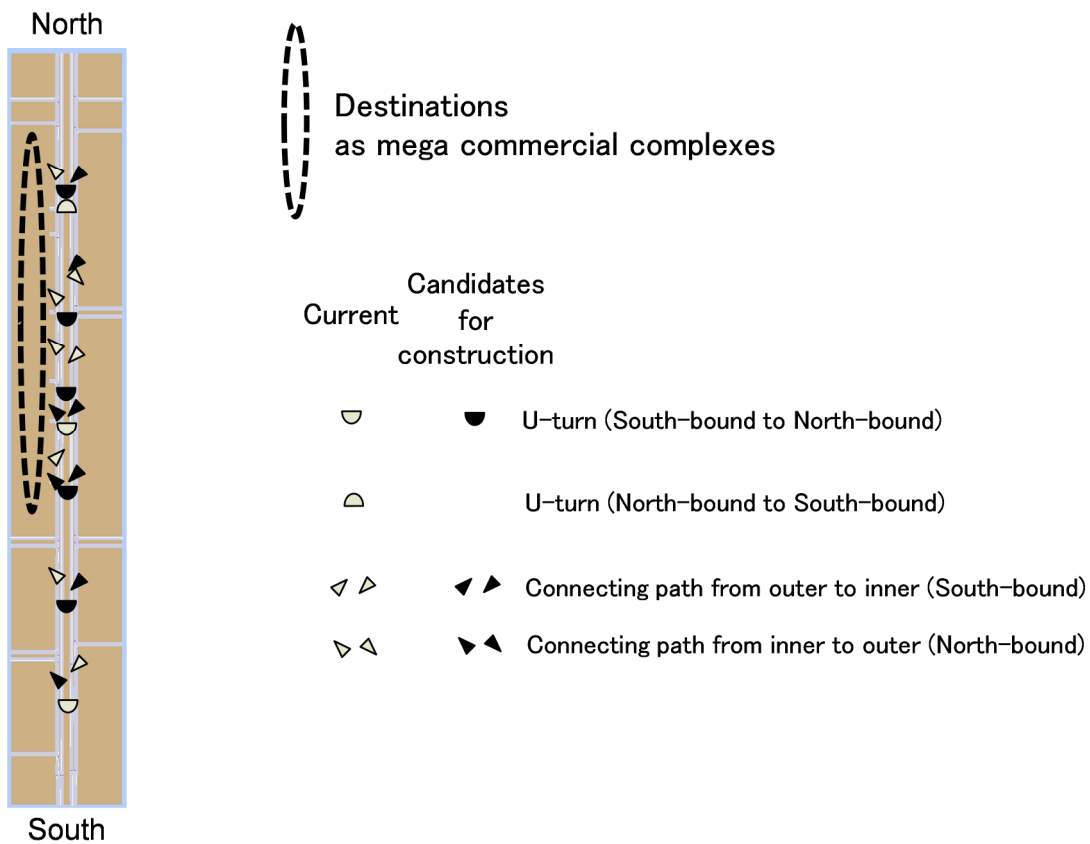 North
Destinations
as mega commercial complexes
Current
Candidates
for
construction
U-turn (South-bound to North-bound)
U-turn (North-bound to South-bound)
Connecting path from outer to inner (South-bound)
Connecting path from inner to outer (North-bound)
South